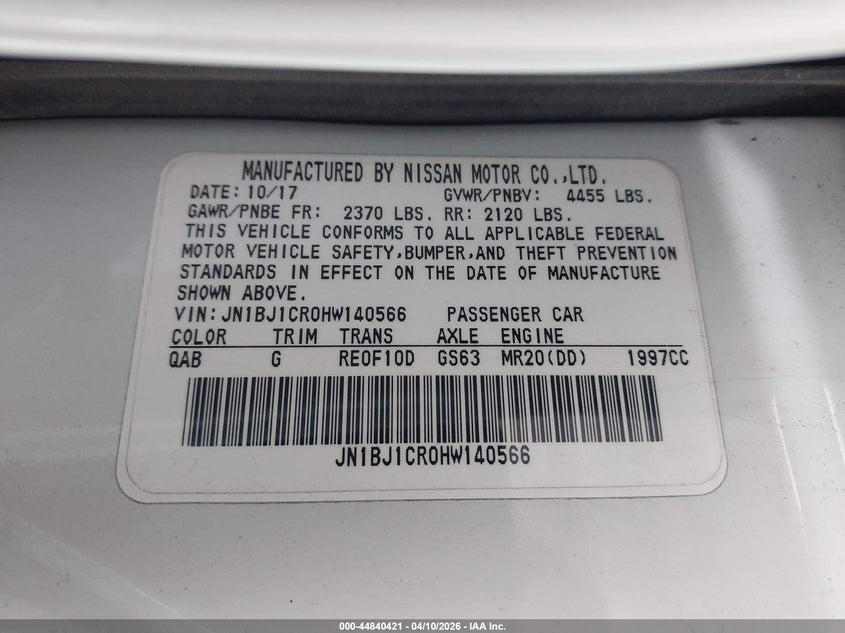 MANUFACTURED BY NISSAN MOTOR CO.,LTD.
DATE: 10/17 GVWR/PNBV: 4455 LBS.
GAWR/PNBE FR: 2370 LBS. RR: 2120 LBS.
THIS VEHICLE CONFORMS TO ALL APPLICABLE FEDERAL
MOTOR VEHICLE SAFETY,BUMPER,AND THEFT PREVENTION
STANDARDS IN EFFECT ON THE DATE OF MANUFACTURE
SHOWN ABOVE.
VIN: JN1BJ1CR0HW140566 PASSENGER CAR
COLOR TRIM TRANS AXLE ENGINE
QAB G RE0F10D GS63 MR20(DD) 1997CC
JN1BJ1CR0HW140566
000-44840421 - 04/10/2026 - IAA Inc.